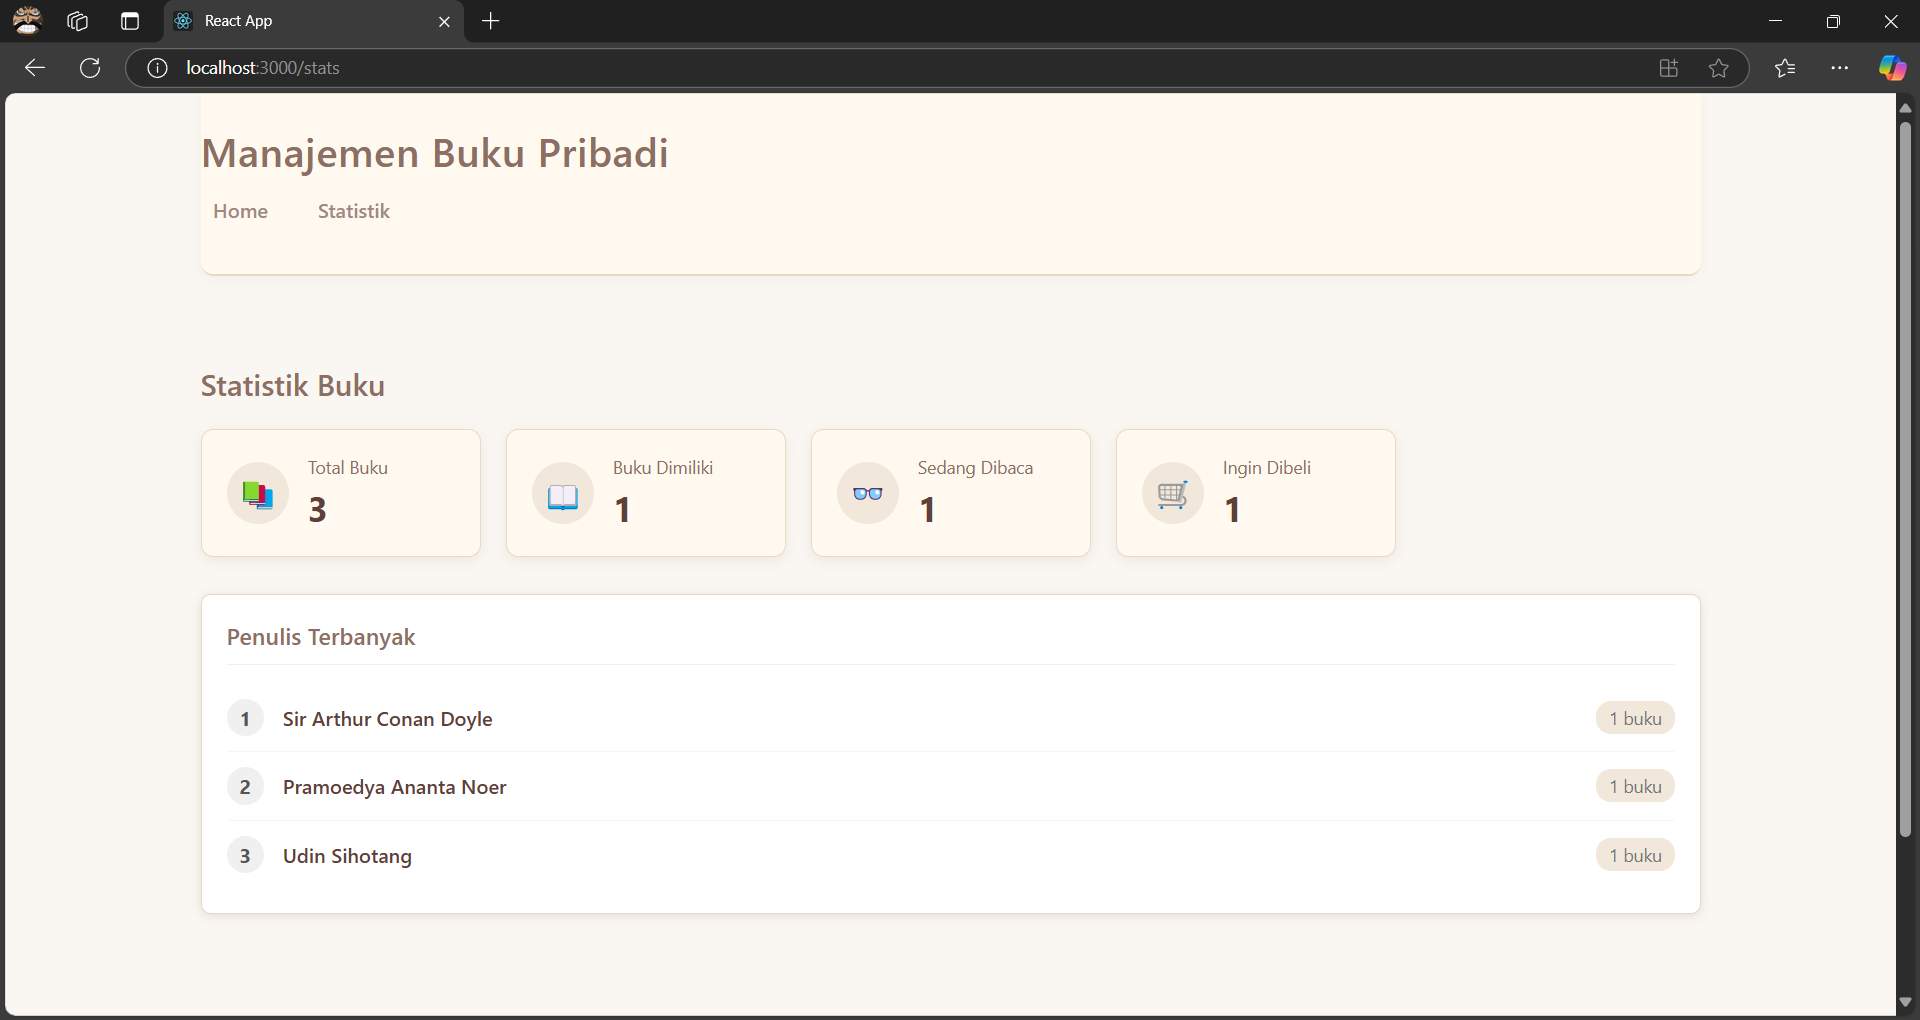 React App
localhost:3000/stats
Manajemen Buku Pribadi
Home Statistik
Statistik Buku
Total Buku
3
Buku Dimiliki
1
Sedang Dibaca
1
Ingin Dibeli
1
Penulis Terbanyak
1 Sir Arthur Conan Doyle 1 buku
2 Pramoedya Ananta Noer 1 buku
3 Udin Sihotang 1 buku